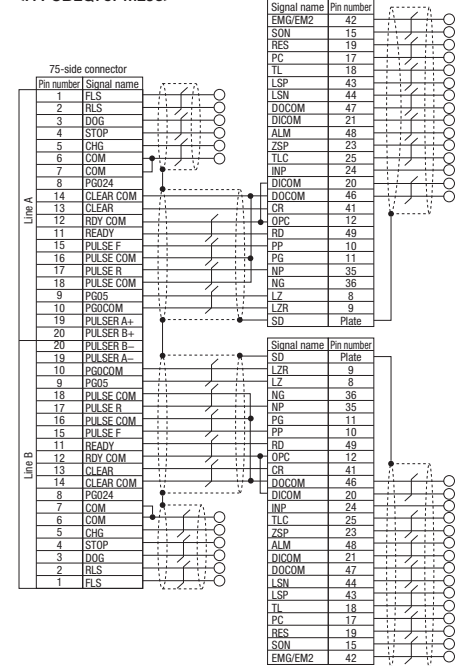 Signal name Pin number
EMG/EM2 42
SON 15
RES 19
PC 17
TL 18
LSP 43
LSN 44
DOCOM 47
DICOM 21
ALM 48
ZSP 23
TLC 25
INP 24
DICOM 20
DOCOM 46
CR 41
OPC 12
RD 49
PP 10
PG 11
NP 35
NG 36
LZ 8
LZR 9
SD Plate
75-side connector
Pin number Signal name
Line A
1 FLS
2 RLS
3 DOG
4 STOP
5 CHG
6 COM
7 COM
8 PG024
14 CLEAR COM
13 CLEAR
12 RDY COM
11 READY
15 PULSE F
16 PULSE COM
17 PULSE R
18 PULSE COM
9 PG05
10 PG0COM
19 PULSER A+
20 PULSER B+
Line B
20 PULSER B−
19 PULSER A−
10 PG0COM
9 PG05
18 PULSE COM
17 PULSE R
16 PULSE COM
15 PULSE F
11 READY
12 RDY COM
13 CLEAR
14 CLEAR COM
8 PG024
7 COM
6 COM
5 CHG
4 STOP
3 DOG
2 RLS
1 FLS
Signal name Pin number
SD Plate
LZR 9
LZ 8
NG 36
NP 35
PG 11
PP 10
RD 49
OPC 12
CR 41
DOCOM 46
DICOM 20
INP 24
TLC 25
ZSP 23
ALM 48
DICOM 21
DOCOM 47
LSN 44
LSP 43
TL 18
PC 17
RES 19
SON 15
EMG/EM2 42